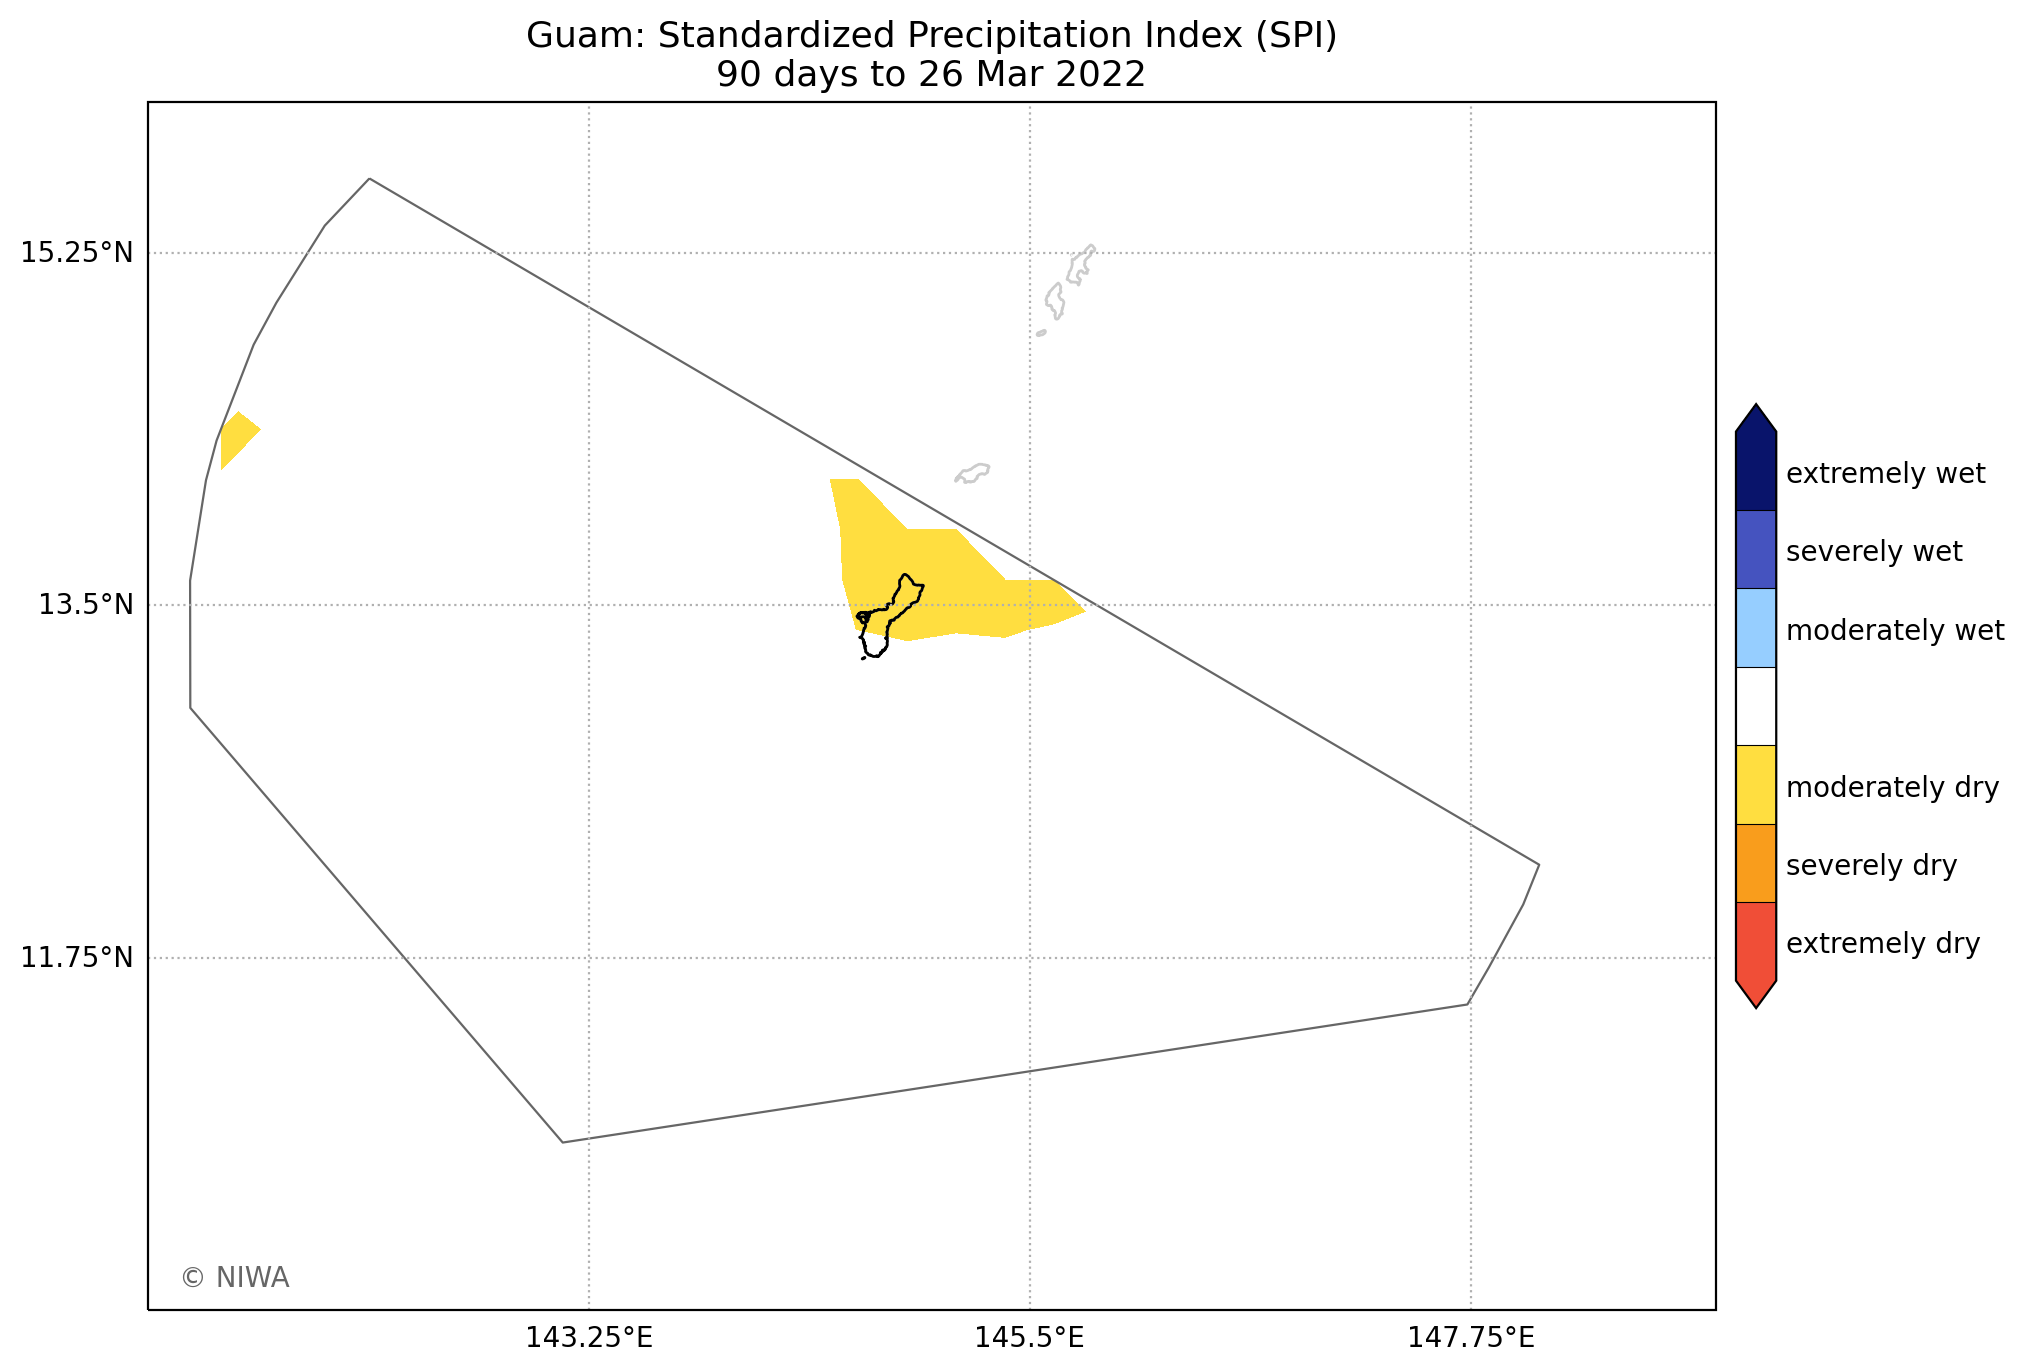 Guam: Standardized Precipitation Index (SPI)
90 days to 26 Mar 2022
15.25°N
13.5°N
11.75°N
143.25°E
145.5°E
147.75°E
extremely wet
severely wet
moderately wet
moderately dry
severely dry
extremely dry
© NIWA